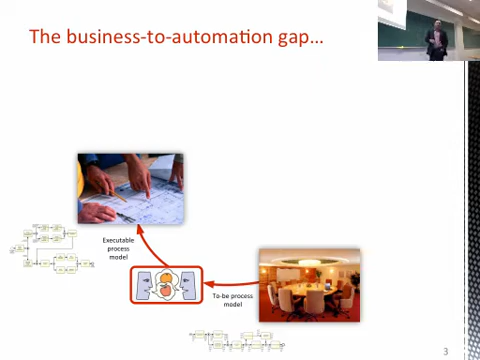 The business-to-automation gap…
Executable
process
model
To-be process
model
3